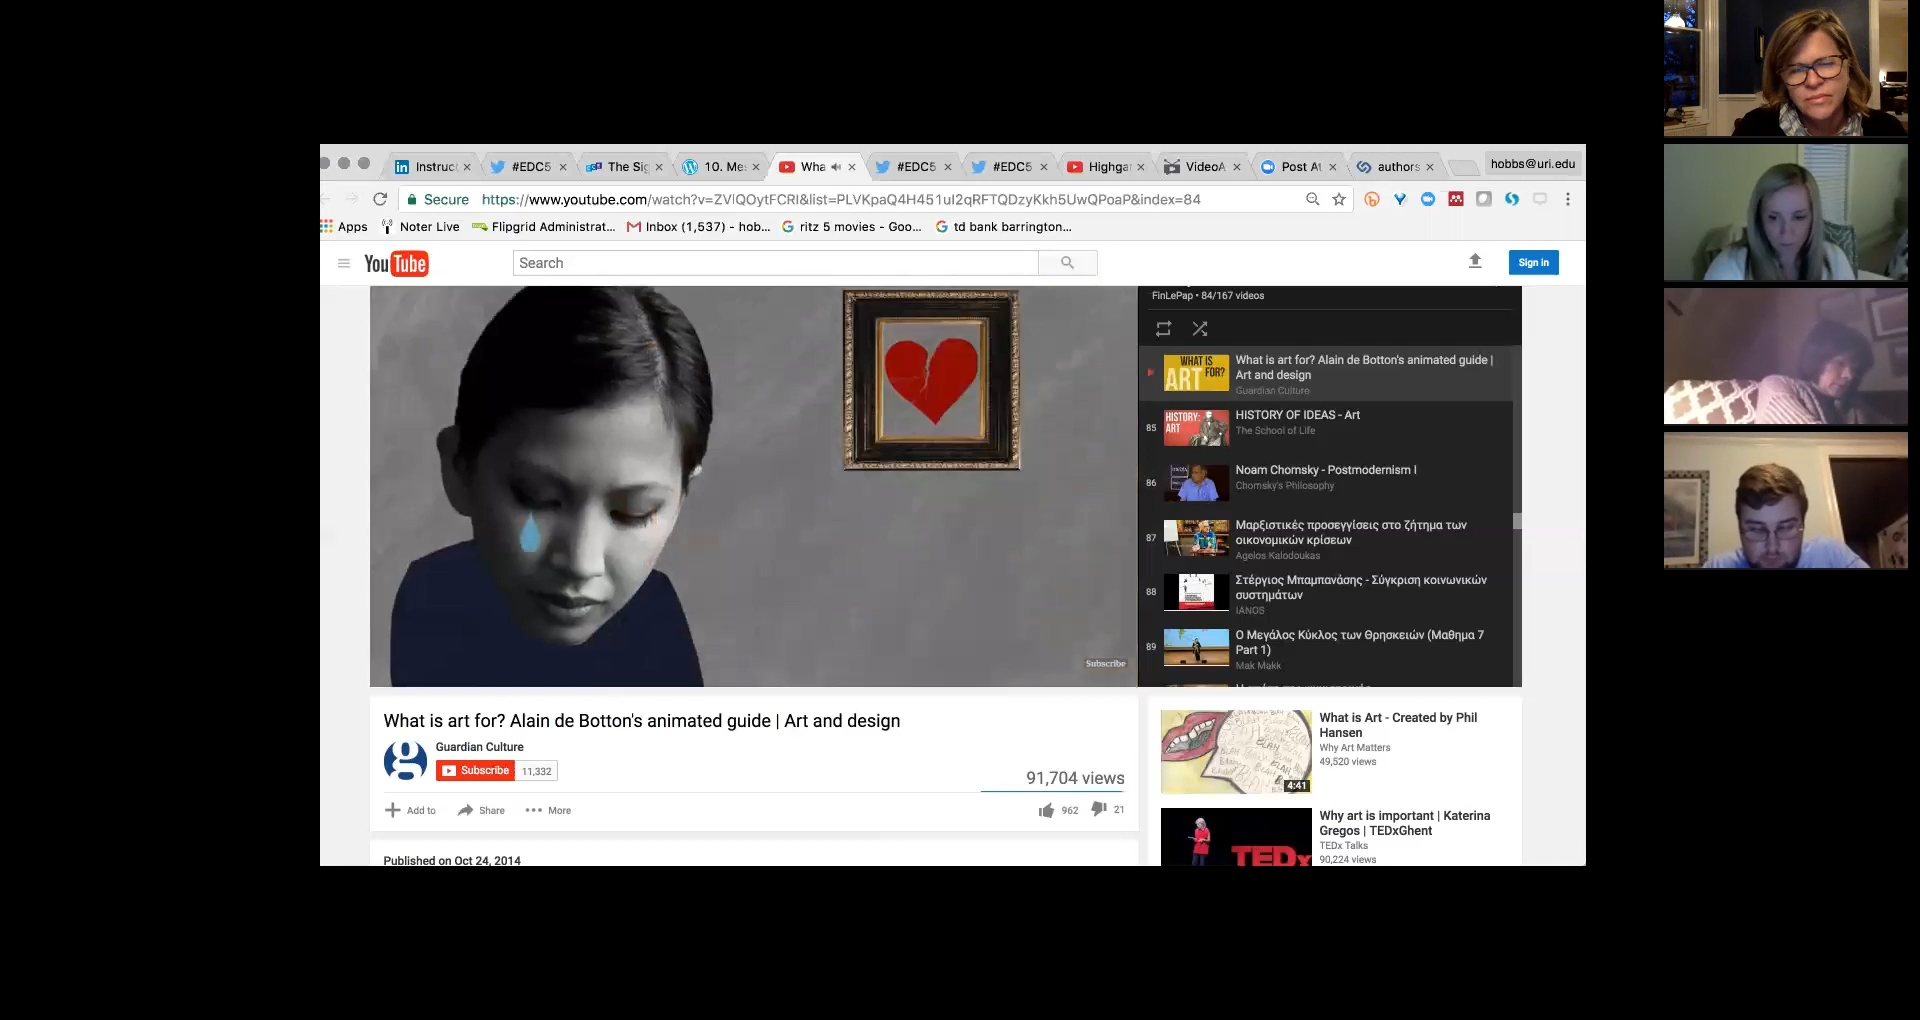 Instruc
#EDC5
The Sig
10. Me
Wha
#EDC5
#EDC5
Highga
VideoA
Post At
authors
hobbs@uri.edu
Secure https://www.youtube.com/watch?v=ZVlQOytFCRI&list=PLVKpaQ4H451uI2qRFTQDzyKkh5UwQPoaP&index=84
Apps Noter Live Flipgrid Administrat... Inbox (1,537) - hob... ritz 5 movies - Goo... td bank barrington...
YouTube
Search
Sign in
FinLePap • 84/167 videos
WHAT IS
ART FOR?
What is art for? Alain de Botton's animated guide |
Art and design
Guardian Culture
85
HISTORY:
ART
HISTORY OF IDEAS - Art
The School of Life
86
Noam Chomsky - Postmodernism I
Chomsky's Philosophy
87
Μαρξιστικές προσεγγίσεις στο ζήτημα των
οικονομικών κρίσεων
Agelos Kalodoukas
88
Στέργιος Μπαμπανάσης - Σύγκριση κοινωνικών
συστημάτων
IANOS
89
Ο Μεγάλος Κύκλος των Θρησκειών (Μαθημα 7
Part 1)
Mak Makk
Subscribe
What is art for? Alain de Botton's animated guide | Art and design
Guardian Culture
Subscribe 11,332
91,704 views
Add to Share More
962 21
Published on Oct 24, 2014
BLAH
4:41
What is Art - Created by Phil
Hansen
Why Art Matters
49,520 views
TEDx
Why art is important | Katerina
Gregos | TEDxGhent
TEDx Talks
90,224 views